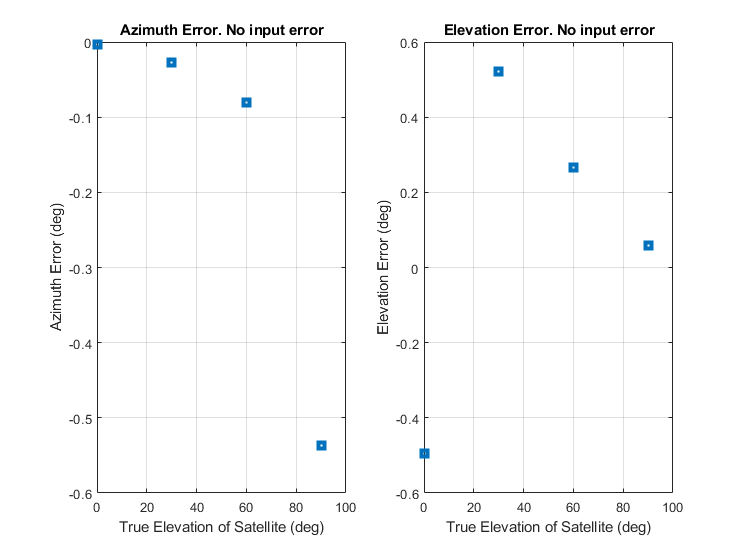 Azimuth Error. No input error
0
-0.1
-0.2
-0.3
-0.4
-0.5
-0.6
0 20 40 60 80 100
Azimuth Error (deg)
True Elevation of Satellite (deg)
Elevation Error. No input error
0.6
0.4
0.2
0
-0.2
-0.4
-0.6
0 20 40 60 80 100
Elevation Error (deg)
True Elevation of Satellite (deg)